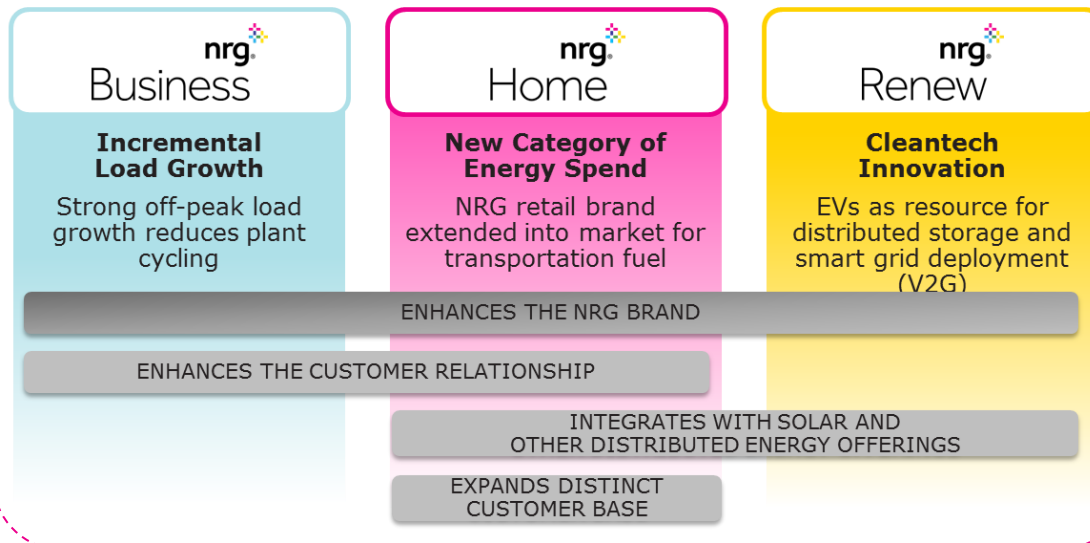 nrg
Business
Incremental
Load Growth
Strong off-peak load
growth reduces plant
cycling
nrg
Home
New Category of
Energy Spend
NRG retail brand
extended into market for
transportation fuel
nrg
Renew
Cleantech
Innovation
EVs as resource for
distributed storage and
smart grid deployment
(V2G)
ENHANCES THE NRG BRAND
ENHANCES THE CUSTOMER RELATIONSHIP
INTEGRATES WITH SOLAR AND
OTHER DISTRIBUTED ENERGY OFFERINGS
EXPANDS DISTINCT
CUSTOMER BASE